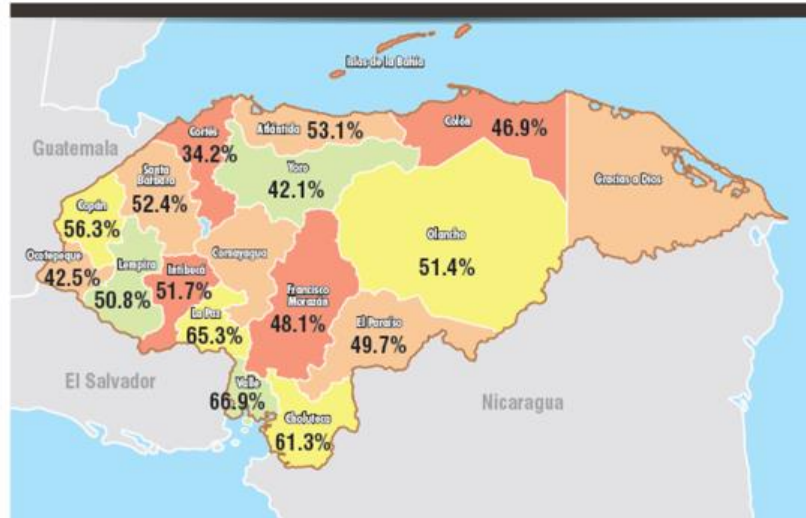 Islas de la Bahía
Guatemala
Cortés
34.2%
Atlántida 53.1%
Colón
46.9%
Yoro
42.1%
Gracias a Dios
Santa
Bárbara
52.4%
Copán
56.3%
Ocotepeque
42.5%
Lempira
50.8%
Intibucá
51.7%
Comayagua
La Paz
65.3%
Francisco
Morazán
48.1%
Olancho
51.4%
El Paraíso
49.7%
El Salvador
Valle
66.9%
Choluteca
61.3%
Nicaragua